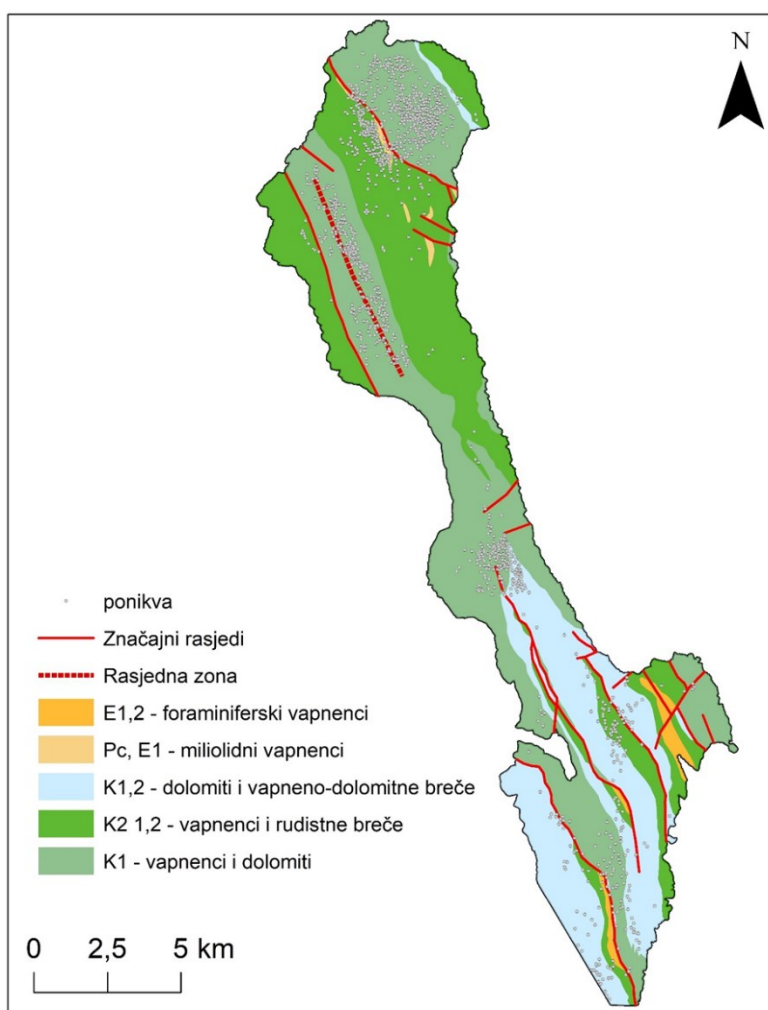 N
ponikva
Značajni rasjedi
Rasjedna zona
E1,2 - foraminiferski vapnenci
Pc, E1 - miliolidni vapnenci
K1,2 - dolomiti i vapneno-dolomitne breče
K2 1,2 - vapnenci i rudistne breče
K1 - vapnenci i dolomiti
0 2,5 5 km